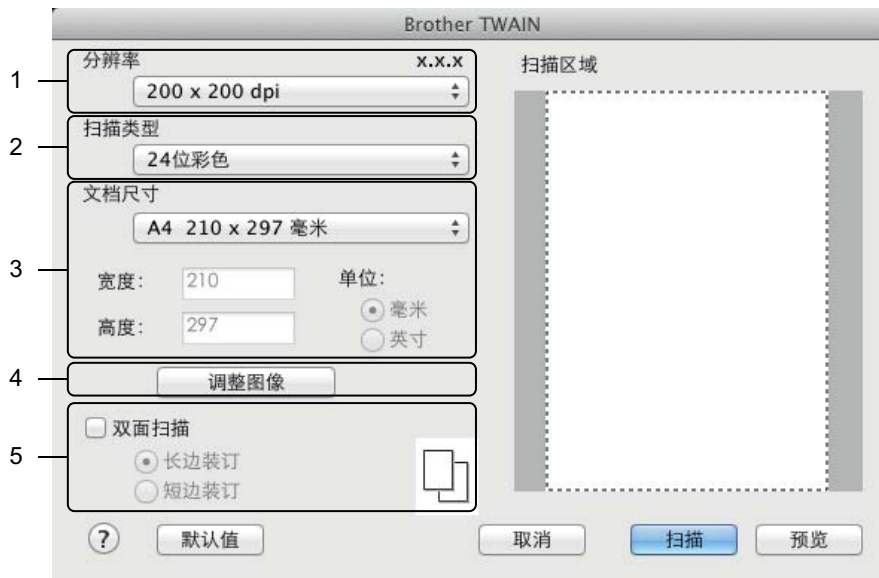 Brother TWAIN
1
分辨率 x.x.x
200 x 200 dpi
2
扫描类型
24位彩色
3
文档尺寸
A4 210 x 297 毫米
宽度: 210
单位:
毫米
高度: 297
英寸
4
调整图像
5
双面扫描
长边装订
短边装订
扫描区域
? 默认值 取消 扫描 预览